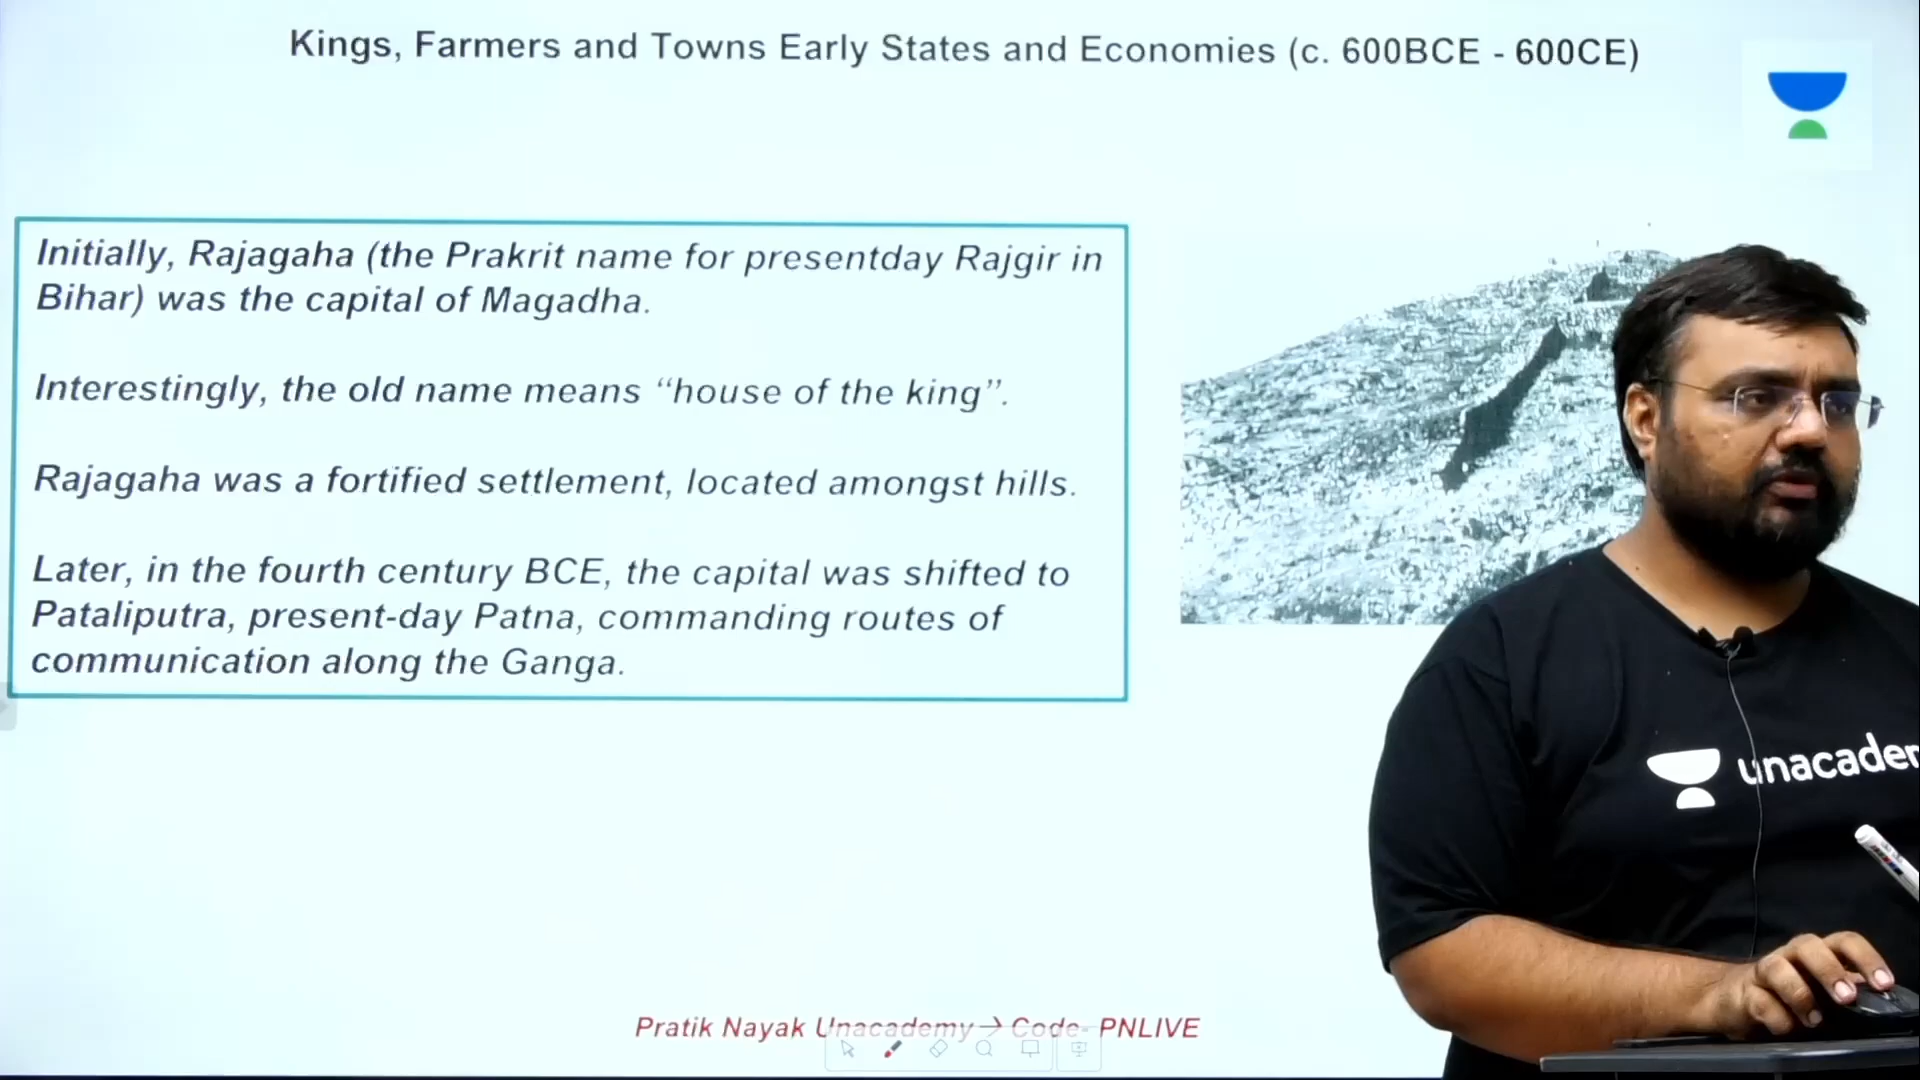 Kings, Farmers and Towns Early States and Economies (c. 600BCE - 600CE)
Initially, Rajagaha (the Prakrit name for presentday Rajgir in
Bihar) was the capital of Magadha.
Interestingly, the old name means “house of the king”.
Rajagaha was a fortified settlement, located amongst hills.
Later, in the fourth century BCE, the capital was shifted to
Pataliputra, present-day Patna, commanding routes of
communication along the Ganga.
unacadem
Pratik Nayak Unacademy→ Code- PNLIVE